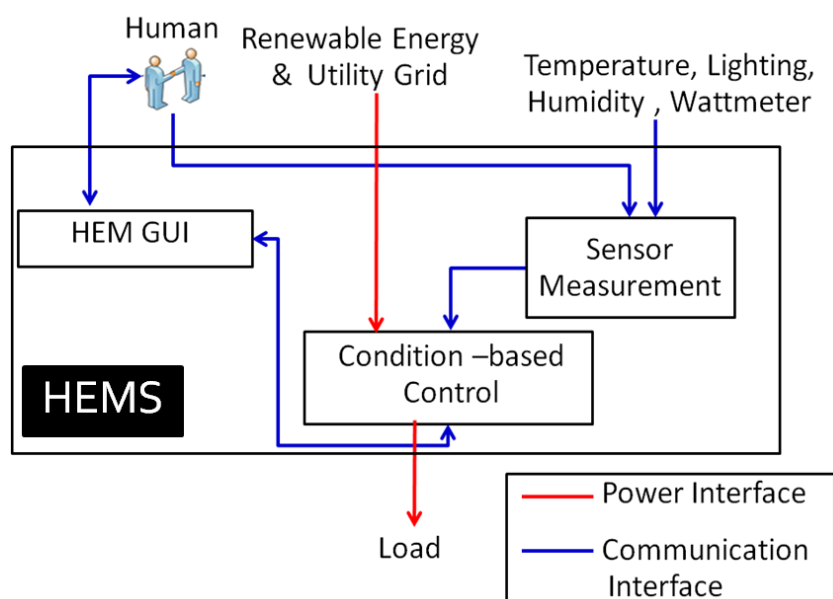 Human
Renewable Energy
& Utility Grid
Temperature, Lighting,
Humidity , Wattmeter
HEM GUI
Sensor
Measurement
Condition –based
Control
HEMS
Load
Power Interface
Communication
Interface